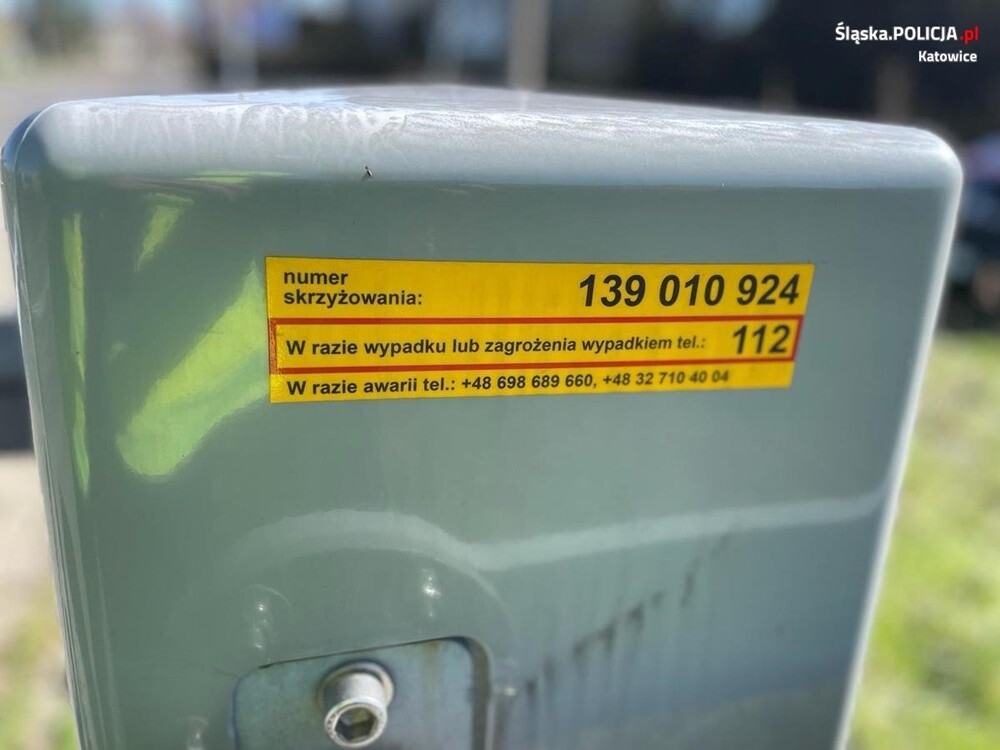 Śląska.POLICJA.pl
Katowice
numer
skrzyżowania: 139 010 924
W razie wypadku lub zagrożenia wypadkiem tel.: 112
W razie awarii tel.: +48 698 689 660, +48 32 710 40 04